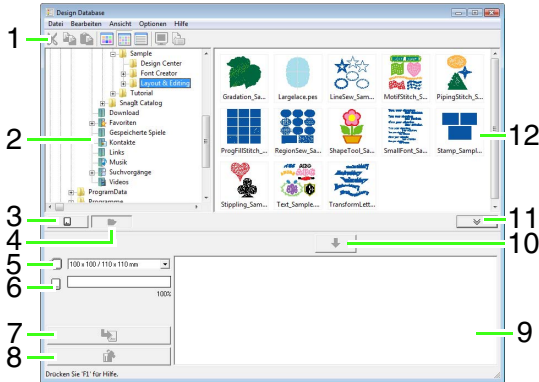 Design Database
Datei Bearbeiten Ansicht Optionen Hilfe
1
Sample
Design Center
Font Creator
Layout & Editing
Tutorial
SnagIt Catalog
Download
Favoriten
Gespeicherte Spiele
Kontakte
Links
Musik
Suchvorgänge
Videos
ProgramData
Programme
2
Gradation_Sa... Largelace.pes LinxSew_Sam... MotifStitch_S... PipingStitch_S...
ProgFillStitch_... RegionSew_Sa... ShapeTool_Sa... SmallFont_Sa... Stamp_Sampl...
12
Stippling_Sam... Text_Sample.... TransformLett...
3
11
4
10
5
100 x 100 / 110 x 110 mm
6
100%
7
9
8
Drücken Sie 'F1' für Hilfe.